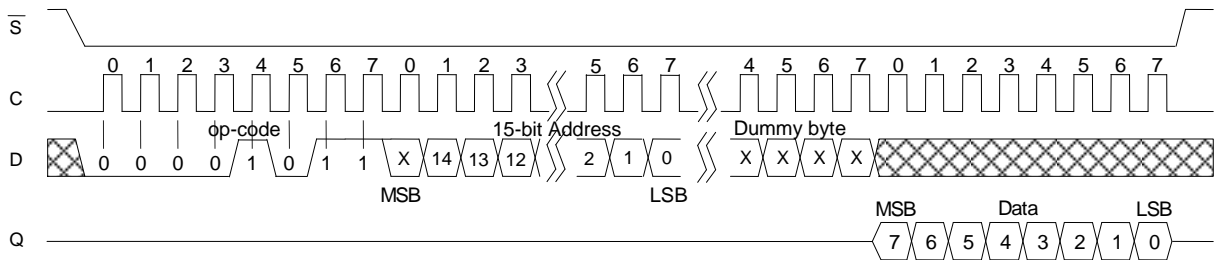 S
0 1 2 3 4 5 6 7 0 1 2 3 5 6 7 4 5 6 7 0 1 2 3 4 5 6 7
C
op-code 15-bit Address Dummy byte
D 0 0 0 0 1 0 1 1 X 14 13 12 2 1 0 X X X X
MSB LSB
MSB Data LSB
Q 7 6 5 4 3 2 1 0